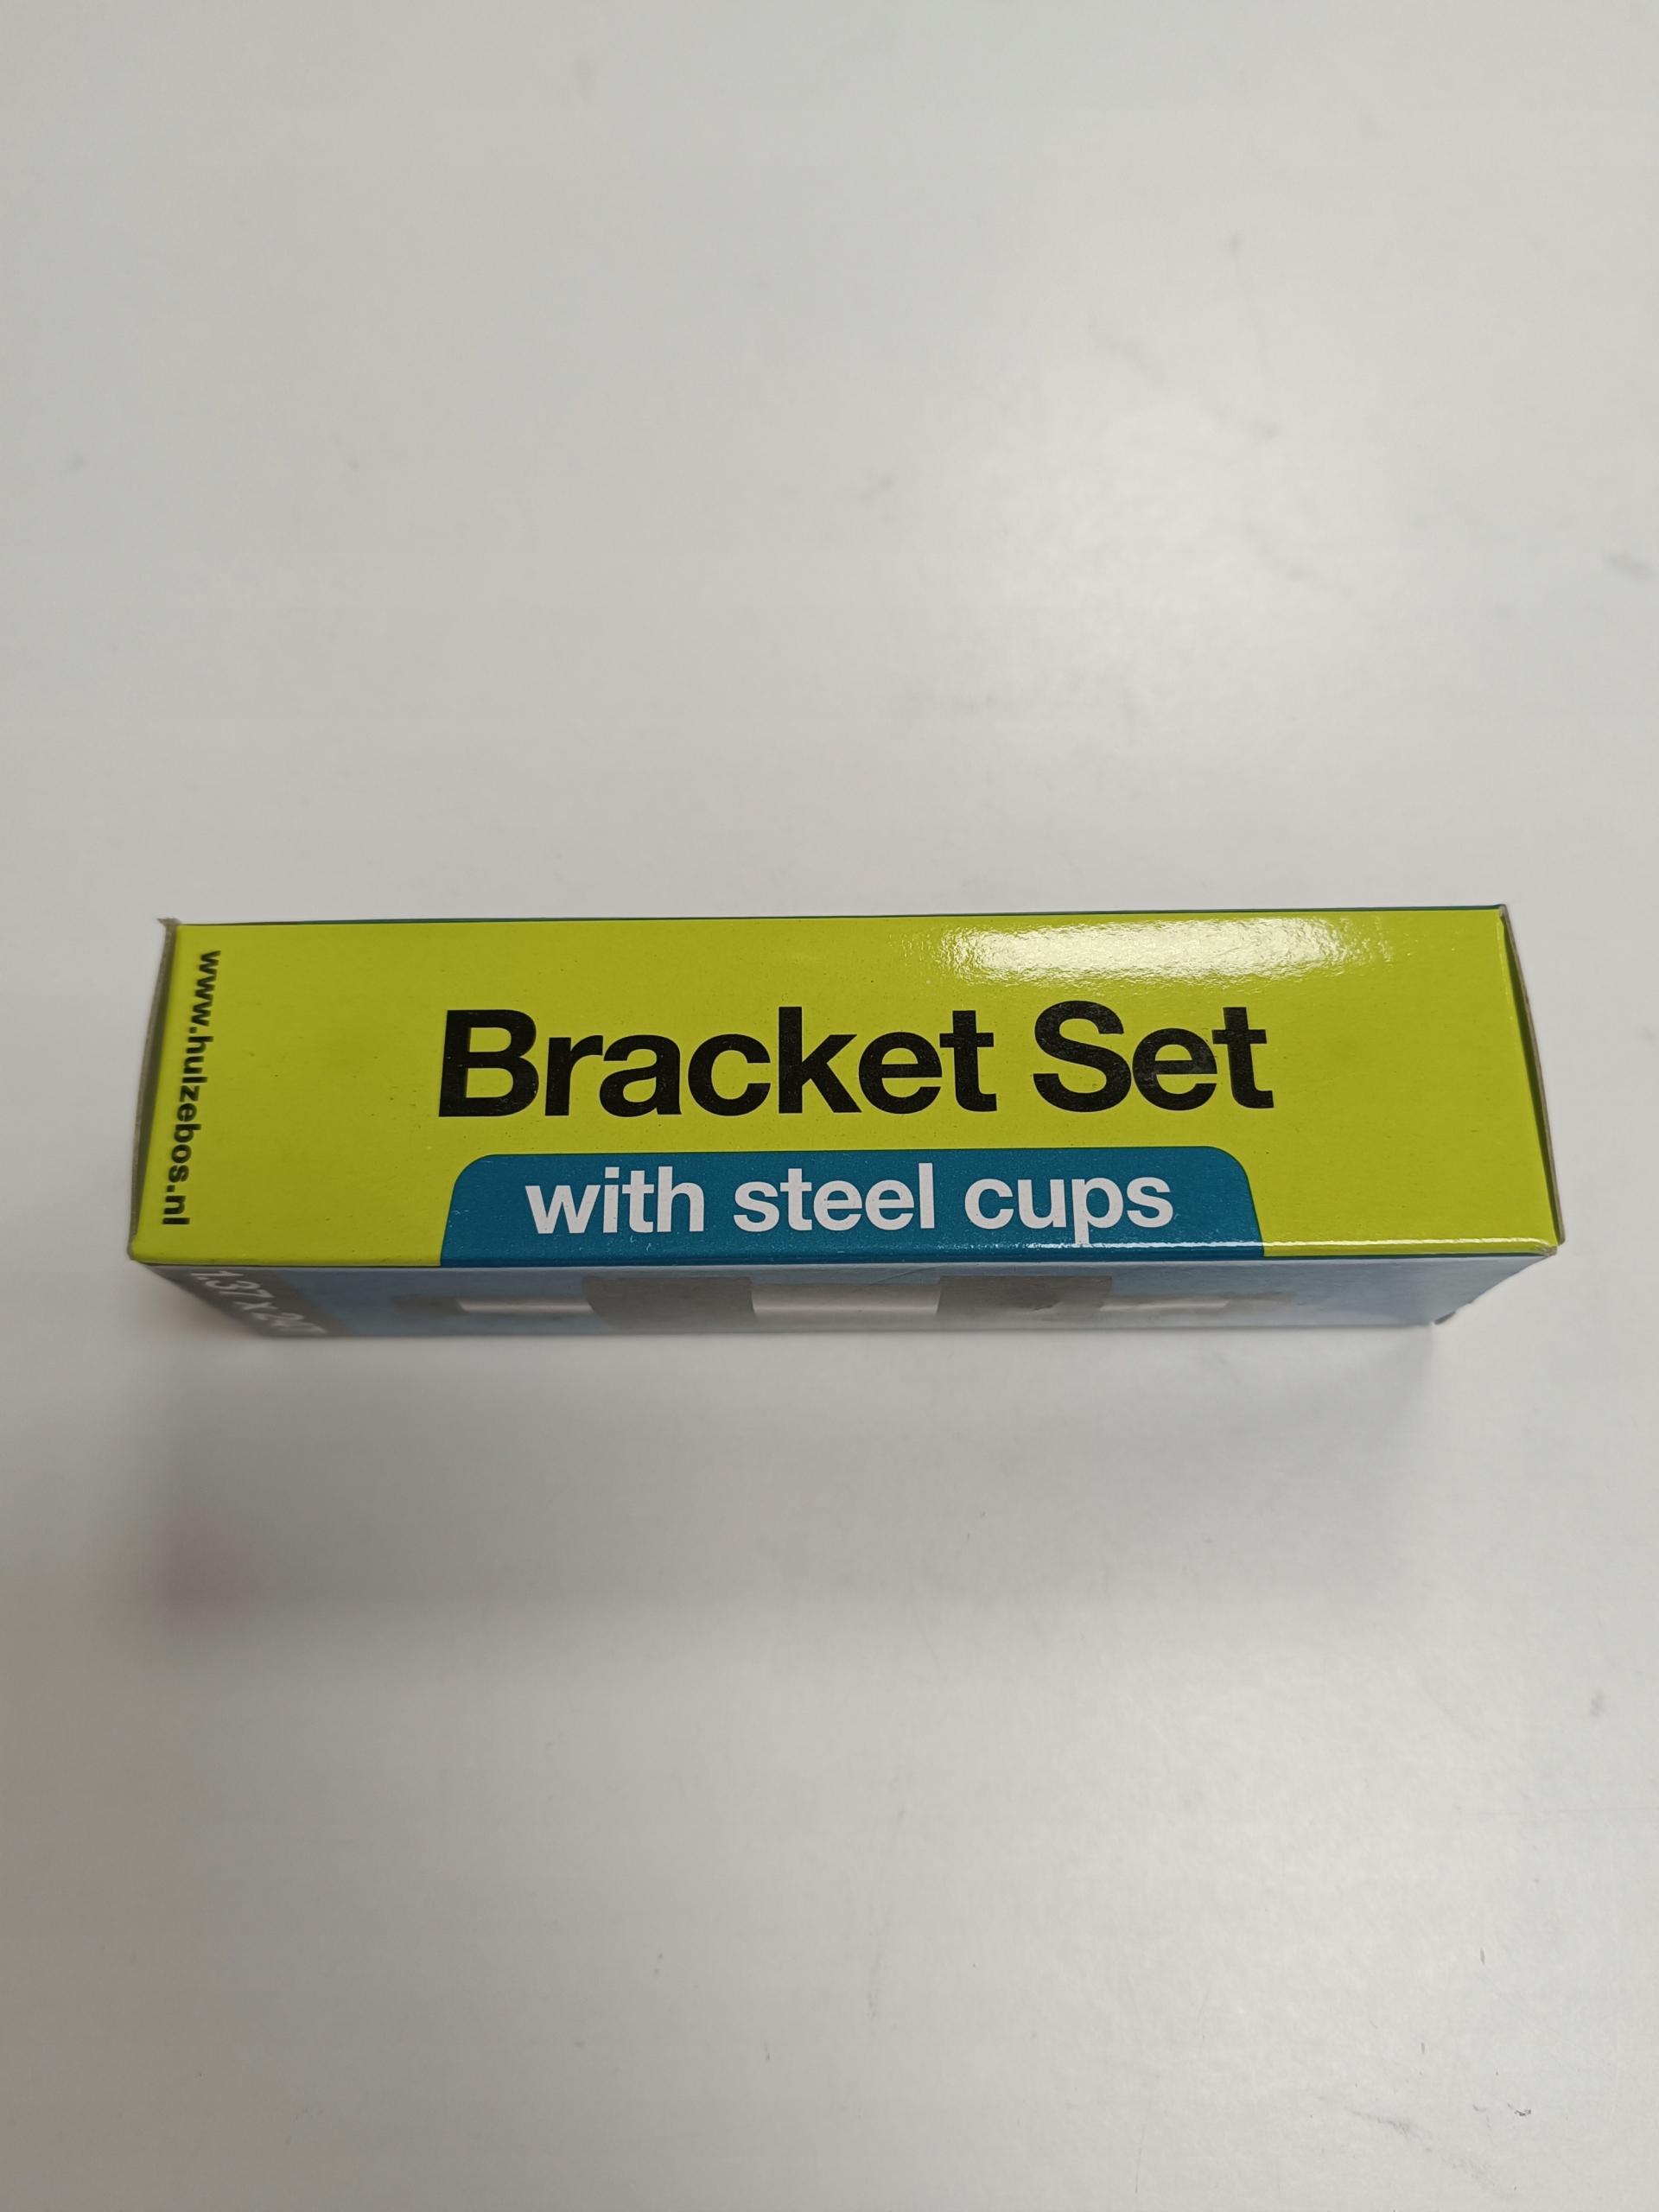 Bracket Set
with steel cups
www.hulzebos.nl